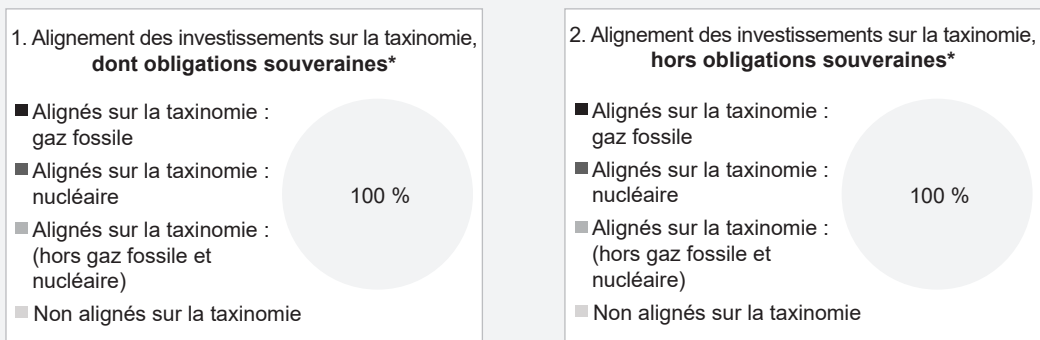 1. Alignement des investissements sur la taxinomie,
dont obligations souveraines*
Alignés sur la taxinomie :
gaz fossile
Alignés sur la taxinomie :
nucléaire
Alignés sur la taxinomie :
(hors gaz fossile et
nucléaire)
Non alignés sur la taxinomie
100 %
2. Alignement des investissements sur la taxinomie,
hors obligations souveraines*
Alignés sur la taxinomie :
gaz fossile
Alignés sur la taxinomie :
nucléaire
Alignés sur la taxinomie :
(hors gaz fossile et
nucléaire)
Non alignés sur la taxinomie
100 %